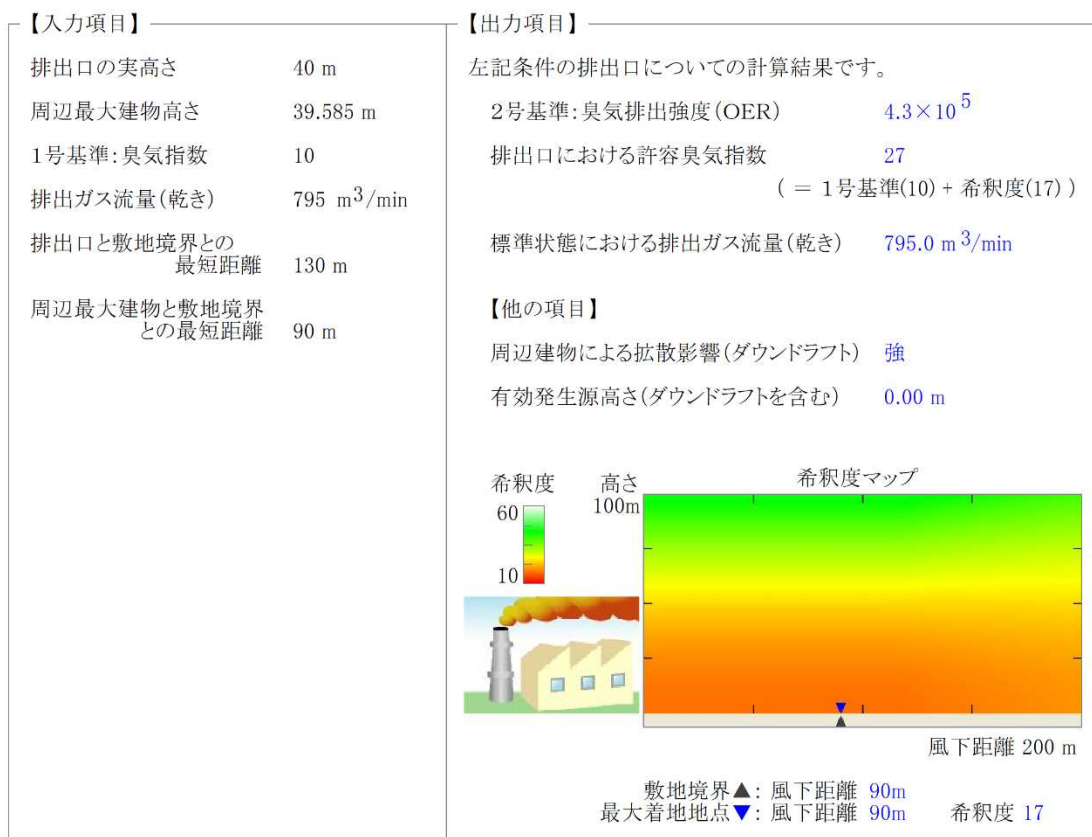 【入力項目】
排出口の実高さ 40 m
周辺最大建物高さ 39.585 m
1号基準:臭気指数 10
排出ガス流量(乾き) 795 m3/min
排出口と敷地境界との
最短距離 130 m
周辺最大建物と敷地境界
との最短距離 90 m
【出力項目】
左記条件の排出口についての計算結果です。
2号基準:臭気排出強度(OER) 4.3×10 5
排出口における許容臭気指数 27
( = 1号基準(10) + 希釈度(17) )
標準状態における排出ガス流量(乾き) 795.0 m3/min
【他の項目】
周辺建物による拡散影響(ダウンドラフト) 強
有効発生源高さ(ダウンドラフトを含む) 0.00 m
希釈度 高さ 希釈度マップ
60 100m
10
風下距離 200 m
敷地境界▲: 風下距離 90m
最大着地地点▼: 風下距離 90m 希釈度 17